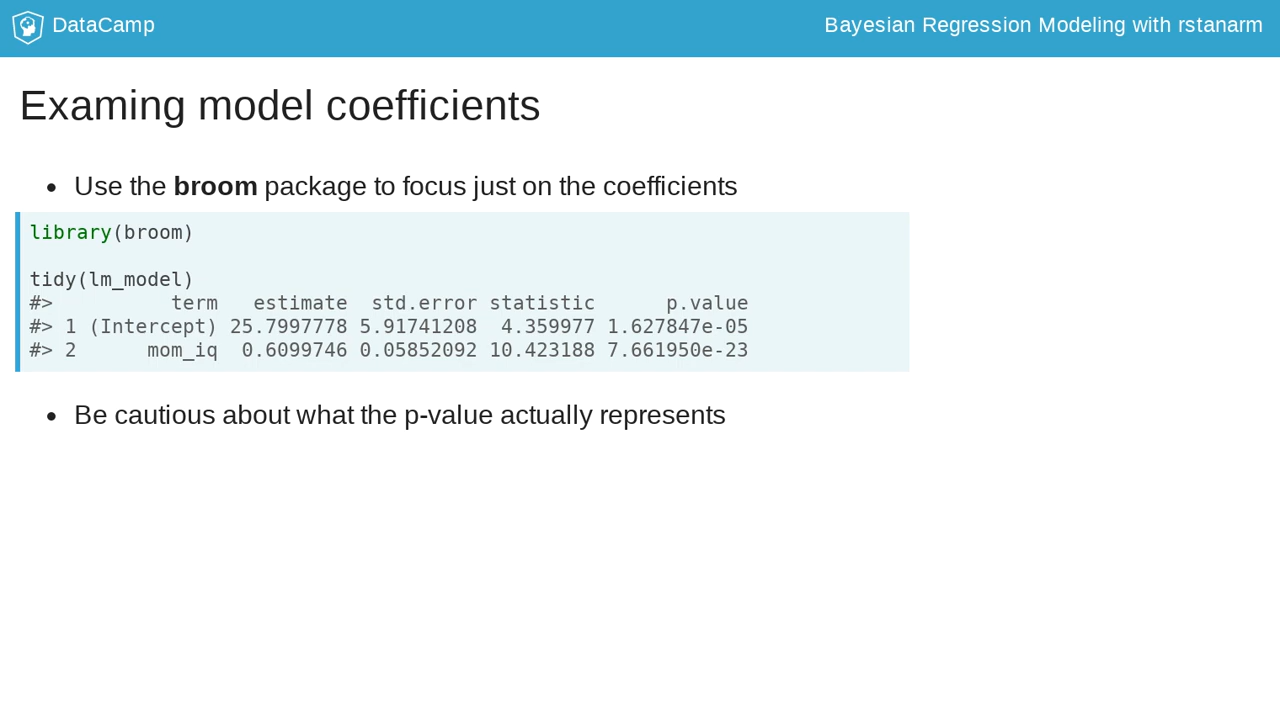 DataCamp
Bayesian Regression Modeling with rstanarm
Examing model coefficients
• Use the broom package to focus just on the coefficients
library(broom)
tidy(lm_model)
#>          term   estimate  std.error statistic      p.value
#> 1 (Intercept) 25.7997778 5.91741208  4.359977 1.627847e-05
#> 2      mom_iq  0.6099746 0.05852092 10.423188 7.661950e-23
• Be cautious about what the p-value actually represents